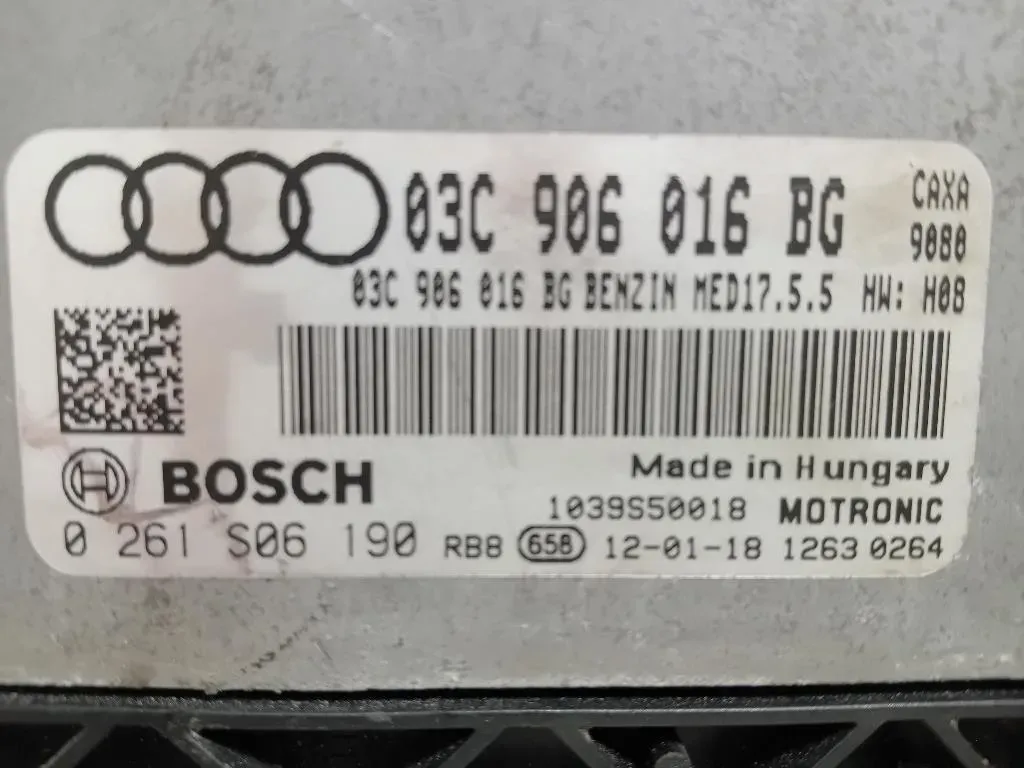 03C 906 016 BG CAXA
9080
03C 906 016 BG BENZIN MED17.5.5 HW: H08
BOSCH Made in Hungary
1039S50018 MOTRONIC
0 261 S06 190 RB8 658 12-01-18 1263 0264